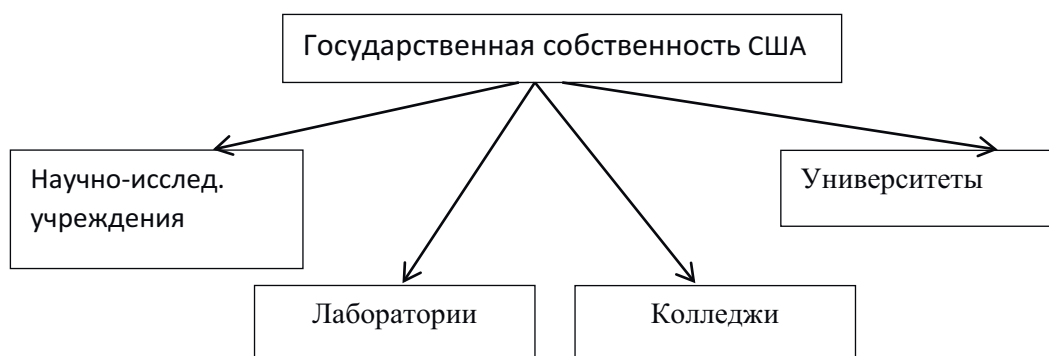 Государственная собственность США
Научно-исслед.
учреждения
Университеты
Лаборатории
Колледжи